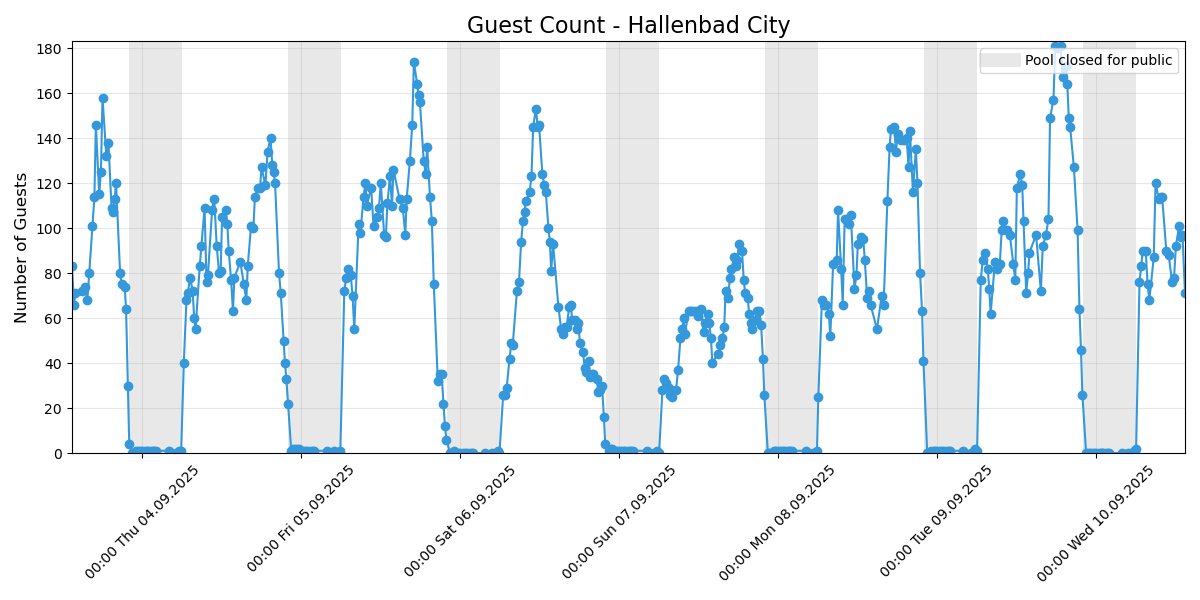 Guest Count - Hallenbad City
Pool closed for public
Number of Guests
180
160
140
120
100
80
60
40
20
0
00:00 Thu 04.09.2025
00:00 Fri 05.09.2025
00:00 Sat 06.09.2025
00:00 Sun 07.09.2025
00:00 Mon 08.09.2025
00:00 Tue 09.09.2025
00:00 Wed 10.09.2025